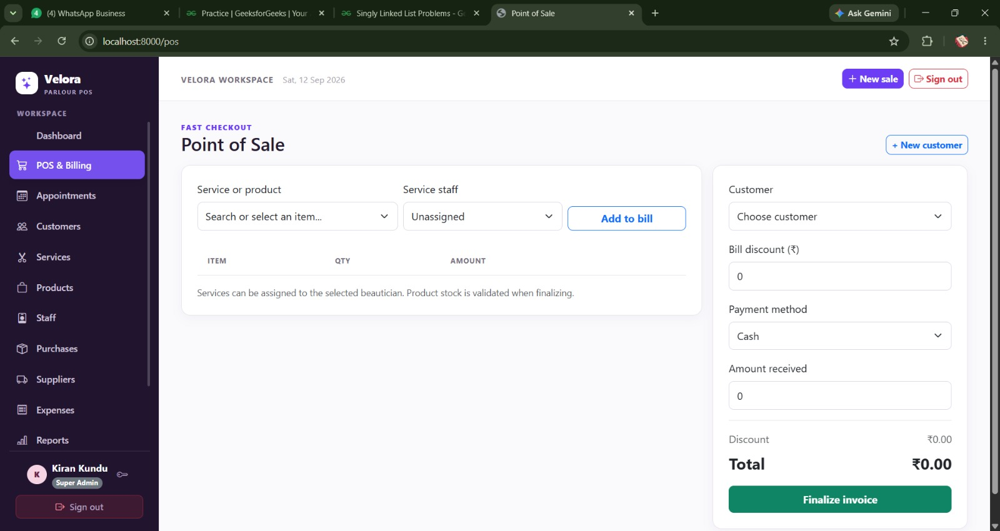 (4) WhatsApp Business
Practice | GeeksforGeeks | Your
Singly Linked List Problems - Ge
Point of Sale
Ask Gemini
localhost:8000/pos
Velora
PARLOUR POS
WORKSPACE
Dashboard
POS & Billing
Appointments
Customers
Services
Products
Staff
Purchases
Suppliers
Expenses
Reports
K
Kiran Kundu
Super Admin
Sign out
VELORA WORKSPACE Sat, 12 Sep 2026
+ New sale
Sign out
FAST CHECKOUT
Point of Sale
+ New customer
Service or product
Search or select an item...
Service staff
Unassigned
Add to bill
ITEM QTY AMOUNT
Services can be assigned to the selected beautician. Product stock is validated when finalizing.
Customer
Choose customer
Bill discount (₹)
0
Payment method
Cash
Amount received
0
Discount ₹0.00
Total ₹0.00
Finalize invoice